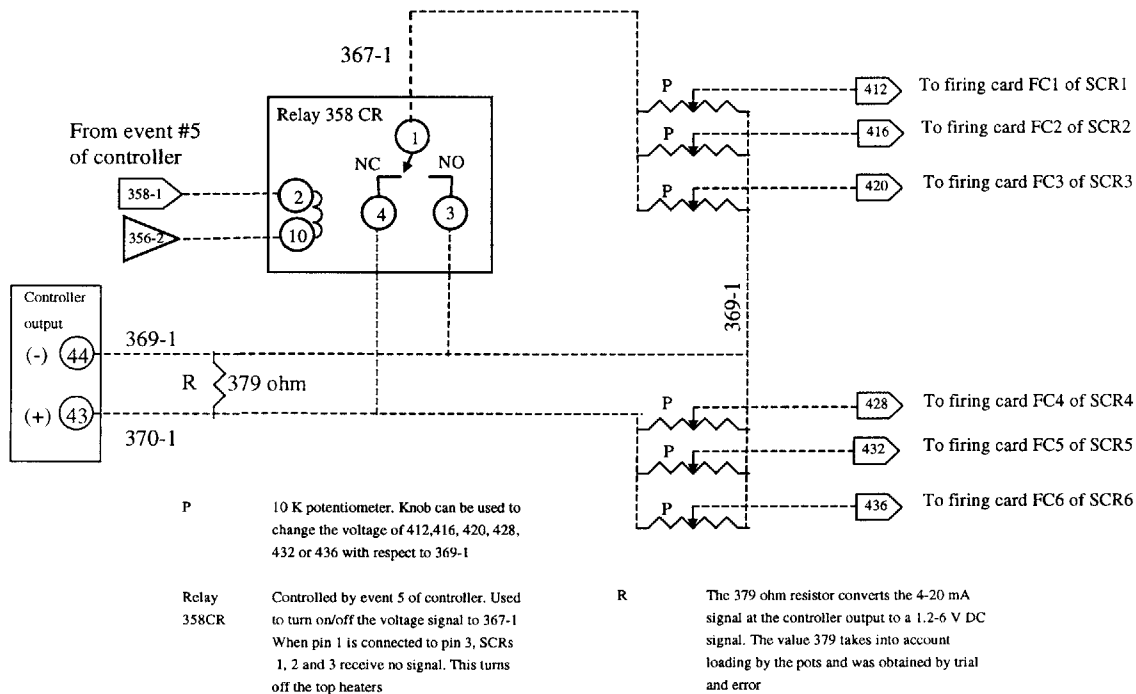 367-1
P
412
To firing card FC1 of SCR1
Relay 358 CR
From event #5
of controller
1
P
416
To firing card FC2 of SCR2
NC
NO
358-1
2
P
420
To firing card FC3 of SCR3
4
3
356-2
10
369-1
Controller
output
(-)
44
369-1
R
379 ohm
(+)
43
370-1
P
428
To firing card FC4 of SCR4
P
432
To firing card FC5 of SCR5
P
436
To firing card FC6 of SCR6
P
10 K potentiometer. Knob can be used to
change the voltage of 412,416, 420, 428,
432 or 436 with respect to 369-1
Relay
358CR
Controlled by event 5 of controller. Used
to turn on/off the voltage signal to 367-1
When pin 1 is connected to pin 3, SCRs
1, 2 and 3 receive no signal. This turns
off the top heaters
R
The 379 ohm resistor converts the 4-20 mA
signal at the controller output to a 1.2-6 V DC
signal. The value 379 takes into account
loading by the pots and was obtained by trial
and error